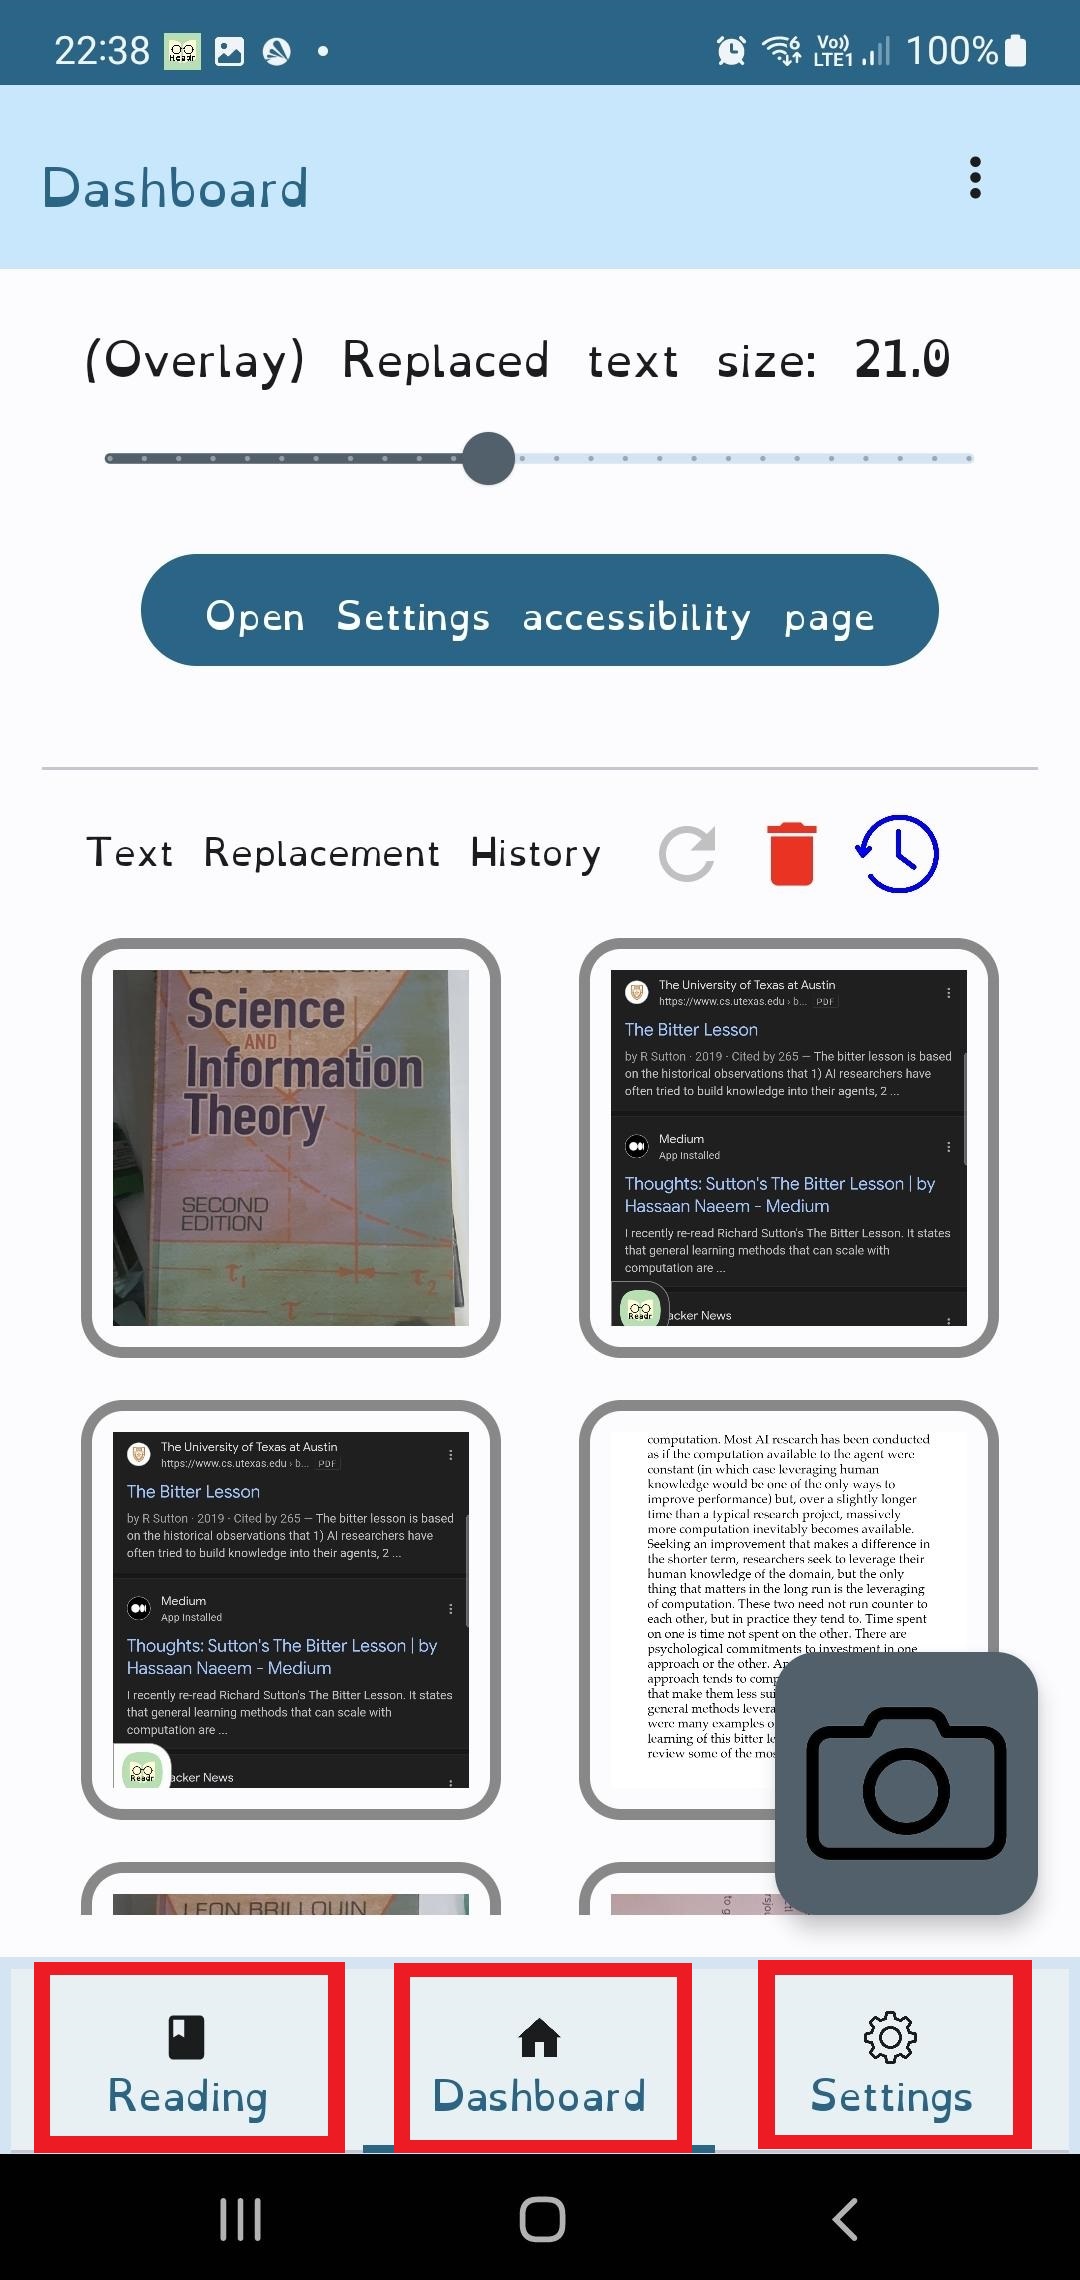 22:38
Readr
Vo))
LTE1
6
100%
Dashboard
(Overlay) Replaced text size: 21.0
Open Settings accessibility page
Text Replacement History
LEON BRILLOUIN
Science
AND
Information
Theory
SECOND
EDITION
τ1
τ2
τ
The University of Texas at Austin
https://www.cs.utexas.edu › b... PDF
The Bitter Lesson
by R Sutton · 2019 · Cited by 265 — The bitter lesson is based
on the historical observations that 1) AI researchers have
often tried to build knowledge into their agents, 2 ...
Medium
App Installed
Thoughts: Sutton's The Bitter Lesson | by
Hassaan Naeem - Medium
I recently re-read Richard Sutton's The Bitter Lesson. It states
that general learning methods that can scale with
computation are ...
Readr
acker News
The University of Texas at Austin
https://www.cs.utexas.edu › b... PDF
The Bitter Lesson
by R Sutton · 2019 · Cited by 265 — The bitter lesson is based
on the historical observations that 1) AI researchers have
often tried to build knowledge into their agents, 2 ...
Medium
App Installed
Thoughts: Sutton's The Bitter Lesson | by
Hassaan Naeem - Medium
I recently re-read Richard Sutton's The Bitter Lesson. It states
that general learning methods that can scale with
computation are ...
Readr
acker News
computation. Most AI research has been conducted
as if the computation available to the agent were
constant (in which case leveraging human
knowledge would be one of the only ways to
improve performance) but, over a slightly longer
time than a typical research project, massively
more computation inevitably becomes available.
Seeking an improvement that makes a difference in
the shorter term, researchers seek to leverage their
human knowledge of the domain, but the only
thing that matters in the long run is the leveraging
of computation. These two need not run counter to
each other, but in practice they tend to. Time spent
on one is time not spent on the other. There are
psychological commitments to investment in one
approach or the other. An
approach tends to comp
that make them less sui
general methods levera
were many examples o
learning of this bitter le
review some of the mos
LEON BRILLOUIN
to g
Reading
Dashboard
Settings